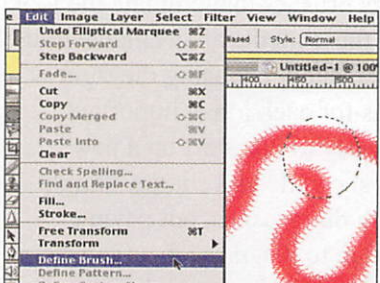 e Edit Image Layer Select Filter View Window Help
Undo Elliptical Marquee ⌘Z
Step Forward ⇧⌘Z
Step Backward ⌥⌘Z
Fade... ⇧⌘F
Cut ⌘X
Copy ⌘C
Copy Merged ⇧⌘C
Paste ⌘V
Paste Into ⇧⌘V
Clear
Check Spelling...
Find and Replace Text...
Fill...
Stroke...
Free Transform ⌘T
Transform
Define Brush...
Define Pattern...
Style: Normal
Untitled-1 @ 100%
400 450 500